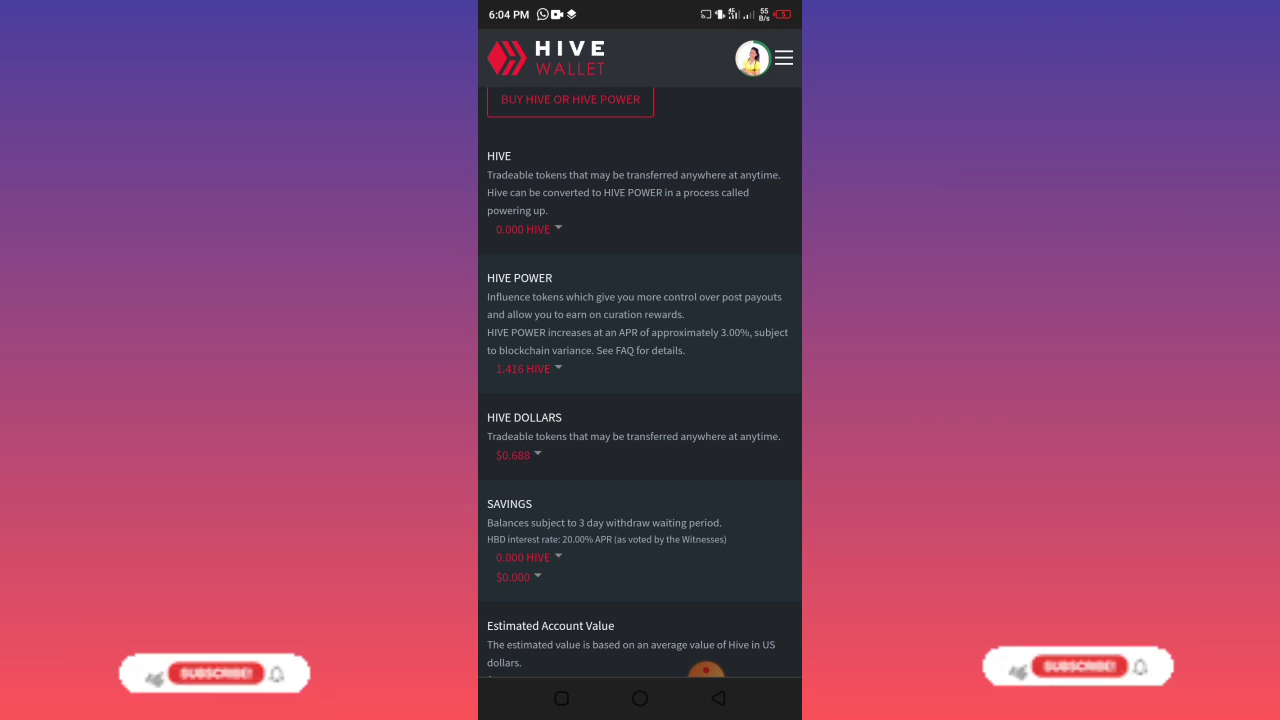 6:04 PM
4G
55
B/s
5
HIVE
WALLET
BUY HIVE OR HIVE POWER
HIVE
Tradeable tokens that may be transferred anywhere at anytime.
Hive can be converted to HIVE POWER in a process called
powering up.
0.000 HIVE
HIVE POWER
Influence tokens which give you more control over post payouts
and allow you to earn on curation rewards.
HIVE POWER increases at an APR of approximately 3.00%, subject
to blockchain variance. See FAQ for details.
1.416 HIVE
HIVE DOLLARS
Tradeable tokens that may be transferred anywhere at anytime.
$0.688
SAVINGS
Balances subject to 3 day withdraw waiting period.
HBD interest rate: 20.00% APR (as voted by the Witnesses)
0.000 HIVE
$0.000
Estimated Account Value
The estimated value is based on an average value of Hive in US
dollars.
SUBSCRIBE!
SUBSCRIBE!